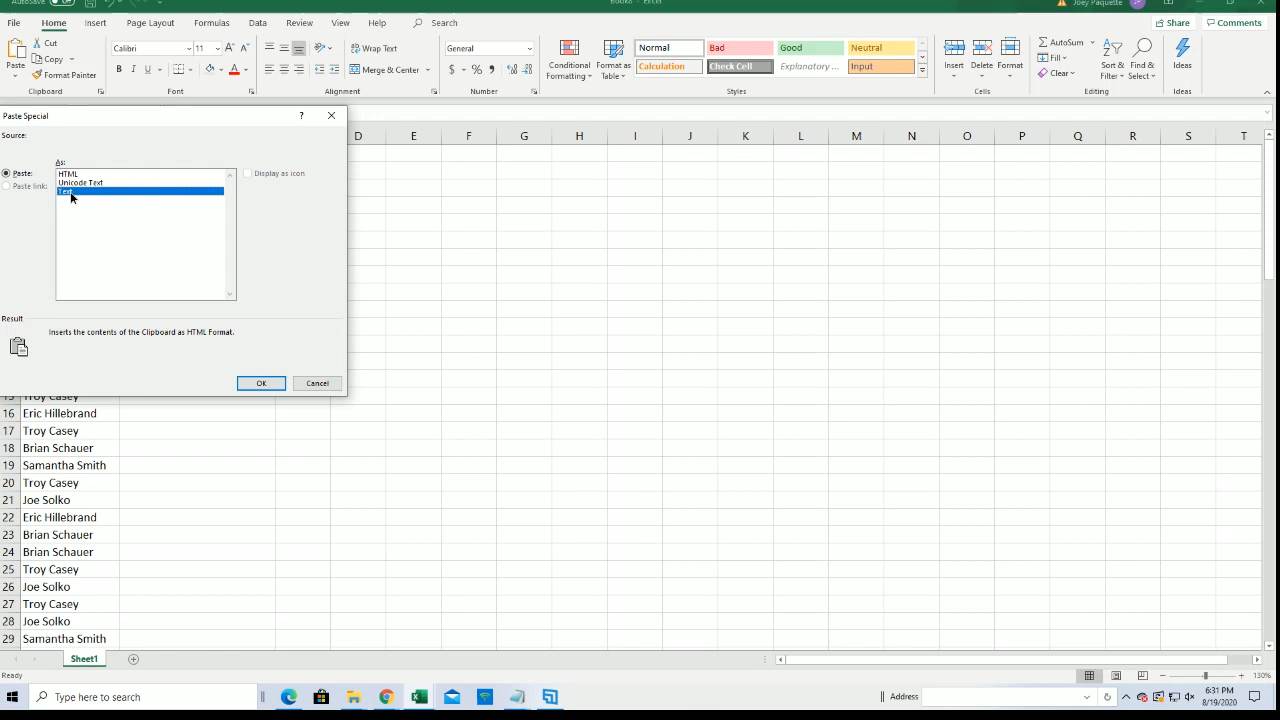 AutoSave Off Book8 - Excel Joey Paquette
File Home Insert Page Layout Formulas Data Review View Help Search Share Comments
Paste Cut Copy Format Painter Clipboard
Calibri 11 B I U A Font
Wrap Text Merge & Center Alignment
General $ % Number
Conditional Formatting Format as Table Normal Bad Good Neutral
Calculation Check Cell Explanatory ... Input Styles
Insert Delete Format Cells
AutoSum Fill Clear Sort & Filter Find & Select Editing
Ideas Ideas
Paste Special ?
Source:
As:
Paste: HTML Display as icon
Unicode Text
Paste link: Text
Result
Inserts the contents of the Clipboard as HTML Format.
OK Cancel
D E F G H I J K L M N O P Q R S T
15 Troy Casey
16 Eric Hillebrand
17 Troy Casey
18 Brian Schauer
19 Samantha Smith
20 Troy Casey
21 Joe Solko
22 Eric Hillebrand
23 Brian Schauer
24 Brian Schauer
25 Troy Casey
26 Joe Solko
27 Troy Casey
28 Joe Solko
29 Samantha Smith
Sheet1
Ready 130%
Type here to search Address 6:31 PM
8/19/2020